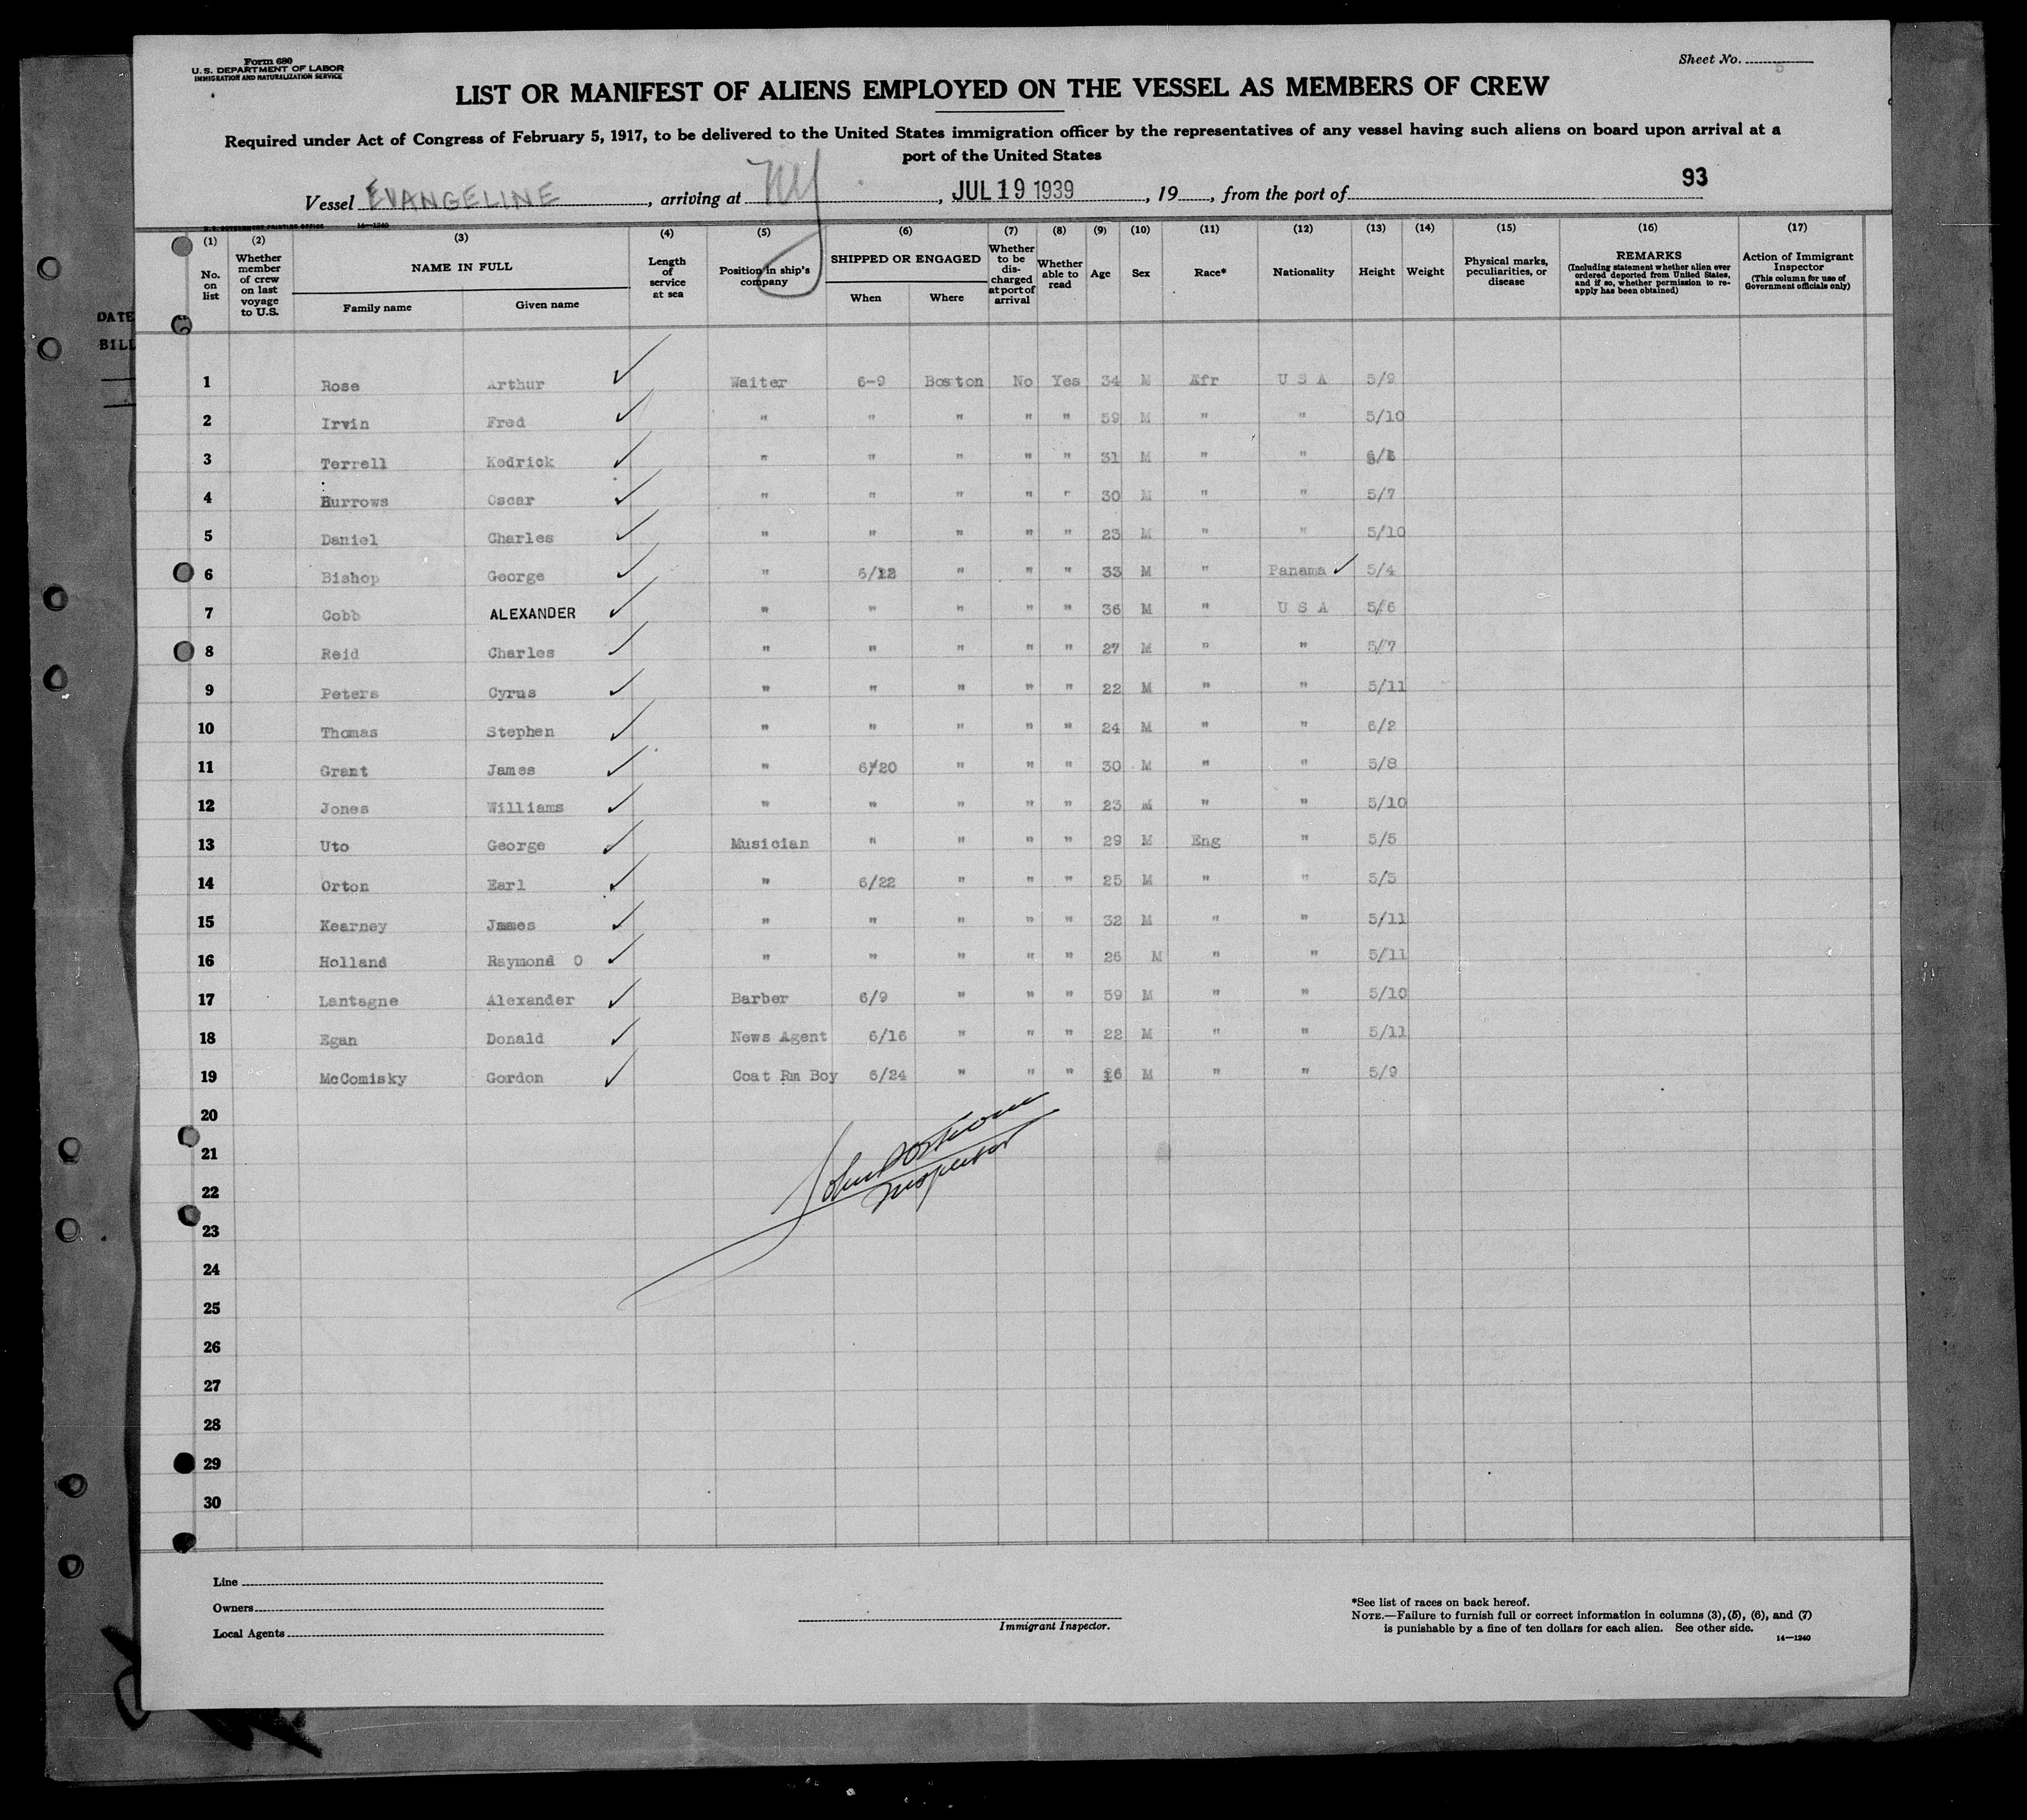 Form 680
U. S. DEPARTMENT OF LABOR
IMMIGRATION AND NATURALIZATION SERVICE
Sheet No. 5
LIST OR MANIFEST OF ALIENS EMPLOYED ON THE VESSEL AS MEMBERS OF CREW
Required under Act of Congress of February 5, 1917, to be delivered to the United States immigration officer by the representatives of any vessel having such aliens on board upon arrival at a
port of the United States
93
Vessel EVANGELINE, arriving at NY, JUL 19 1939, 19, from the port of
U. S. GOVERNMENT PRINTING OFFICE 14—1240
(1) (2) (3) (4) (5) (6) (7) (8) (9) (10) (11) (12) (13) (14) (15) (16) (17)
No. on list
Whether member of crew on last voyage to U.S.
NAME IN FULL
Family name Given name
Length of service at sea
Position in ship's company
SHIPPED OR ENGAGED
When Where
Whether to be discharged at port of arrival
Whether able to read
Age Sex Race* Nationality Height Weight
Physical marks, peculiarities, or disease
REMARKS
(Including statement whether alien ever ordered deported from United States, and if so, whether permission to reapply has been obtained)
Action of Immigrant Inspector
(This column for use of Government officials only)
DATE
BILL
1 Rose Arthur Waiter 6-9 Boston No Yes 34 M Afr U S A 5/9
2 Irvin Fred " " " " " 59 M " " 5/10
3 Terrell Kedrick " " " " " 31 M " "
4 Burrows Oscar " " " " " 30 M " " 5/7
5 Daniel Charles " " " " " 23 M " " 5/10
6 Bishop George " 6/12 " " " 33 M " Panama 5/4
7 Cobb ALEXANDER " " " " " 36 M " U S A 5/6
8 Reid Charles " " " " " 27 M " " 5/7
9 Peters Cyrus " " " " " 22 M " " 5/11
10 Thomas Stephen " " " " " 24 M " " 6/2
11 Grant James " 6/20 " " " 30 M " " 5/8
12 Jones Williams " " " " " 23 M " " 5/10
13 Uto George Musician " " " " 29 M Eng " 5/5
14 Orton Earl " 6/22 " " " 25 M " " 5/5
15 Kearney James " " " " " 32 M " " 5/11
16 Holland Raymond O " " " " " 26 M " " 5/11
17 Lantagne Alexander Barber 6/9 " " " 59 M " " 5/10
18 Egan Donald News Agent 6/16 " " " 22 M " " 5/11
19 McComisky Gordon Coat Rm Boy 6/24 " " " 16 M " " 5/9
20
21
22
23
24
25
26
27
28
29
30
Inspector
Line
Owners
Local Agents
Immigrant Inspector.
*See list of races on back hereof.
NOTE.—Failure to furnish full or correct information in columns (3), (5), (6), and (7)
is punishable by a fine of ten dollars for each alien. See other side.
14—1240